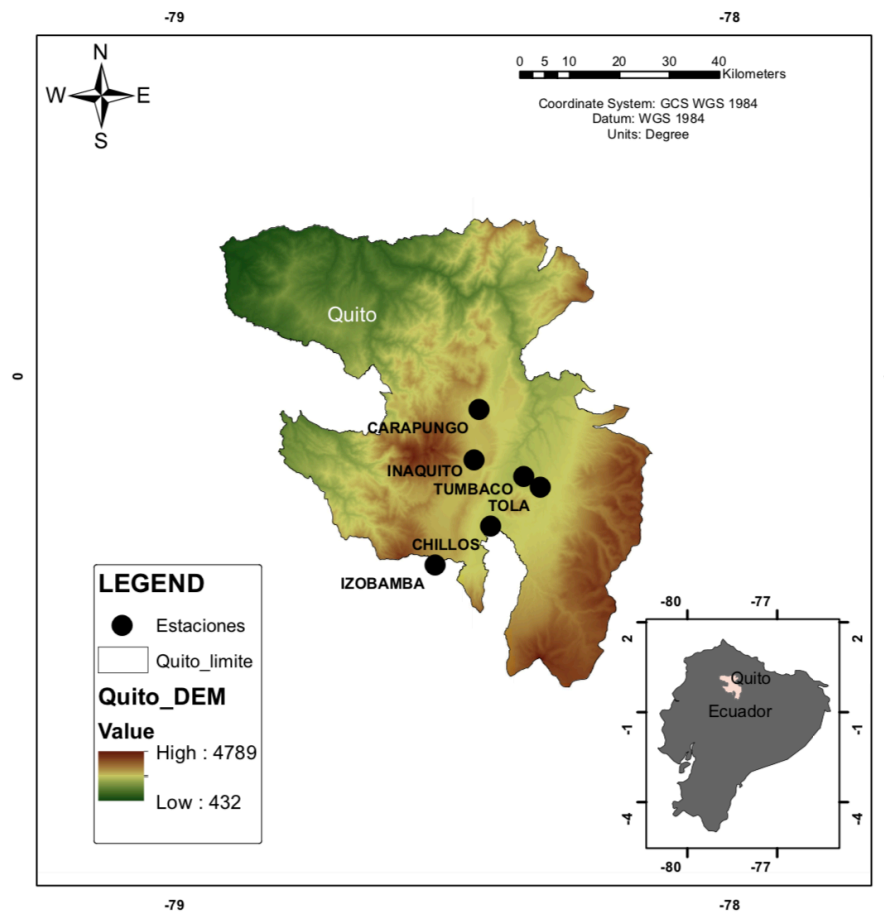 -79 -78
N
W E
S
0 5 10 20 30 40
Kilometers
Coordinate System: GCS WGS 1984
Datum: WGS 1984
Units: Degree
Quito
0
CARAPUNGO
INAQUITO
TUMBACO
TOLA
CHILLOS
IZOBAMBA
LEGEND
Estaciones
Quito_limite
Quito_DEM
Value
High : 4789
Low : 432
-80 -77
2 2
Quito
Ecuador
-1 -1
-4 -4
-80 -77
-79 -78